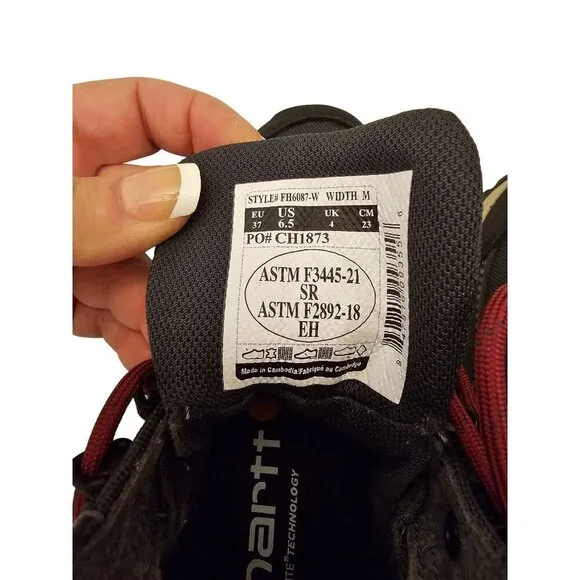 STYLE# FH6087-W WIDTH M
EU US UK CM
37 6.5 4 23
PO# CH1873
ASTM F3445-21
SR
ASTM F2892-18
EH
Made in Cambodia/Fabriqué au Cambodge
hartt
TECHNOLOGY